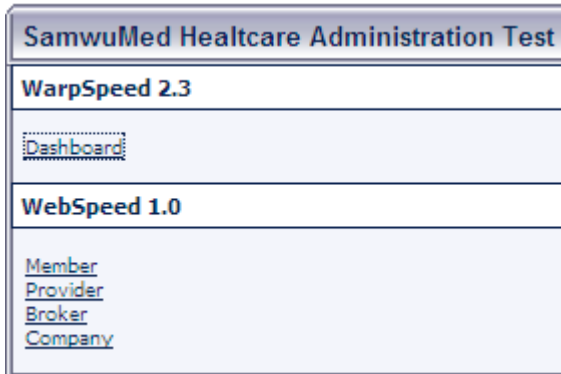 SamwuMed Healtcare Administration Test
WarpSpeed 2.3
Dashboard
WebSpeed 1.0
Member
Provider
Broker
Company